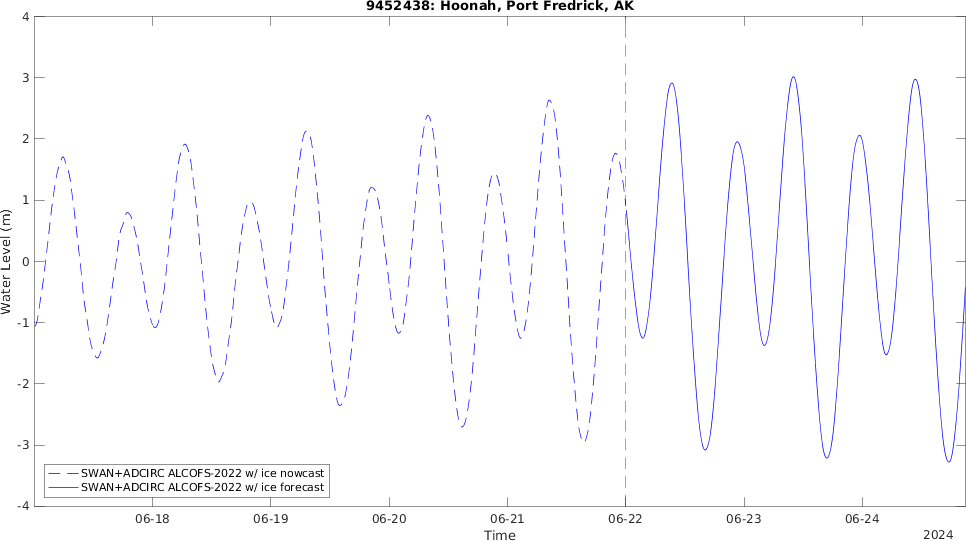 9452438: Hoonah, Port Fredrick, AK
Water Level (m)
4
3
2
1
0
-1
-2
-3
-4
SWAN+ADCIRC ALCOFS-2022 w/ ice nowcast
SWAN+ADCIRC ALCOFS-2022 w/ ice forecast
06-18 06-19 06-20 06-21 06-22 06-23 06-24
Time
2024